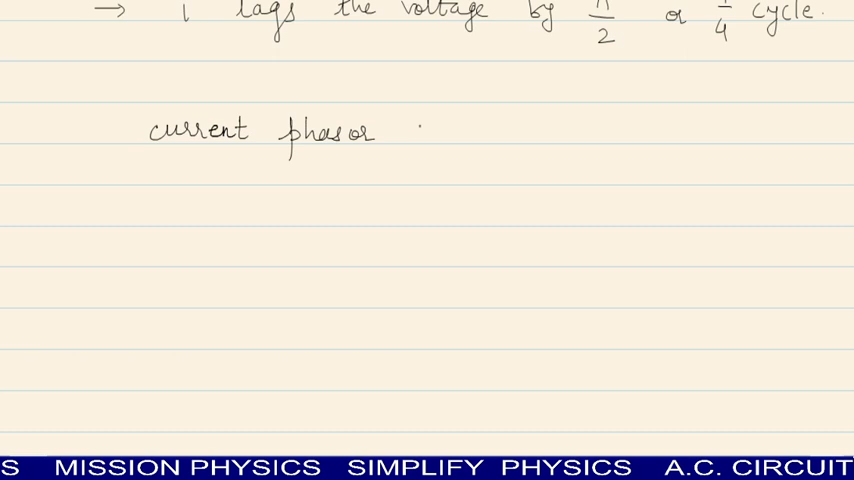 → i lags the voltage by π/2 or 1/4 cycle.
current phasor
S MISSION PHYSICS SIMPLIFY PHYSICS A.C. CIRCUIT